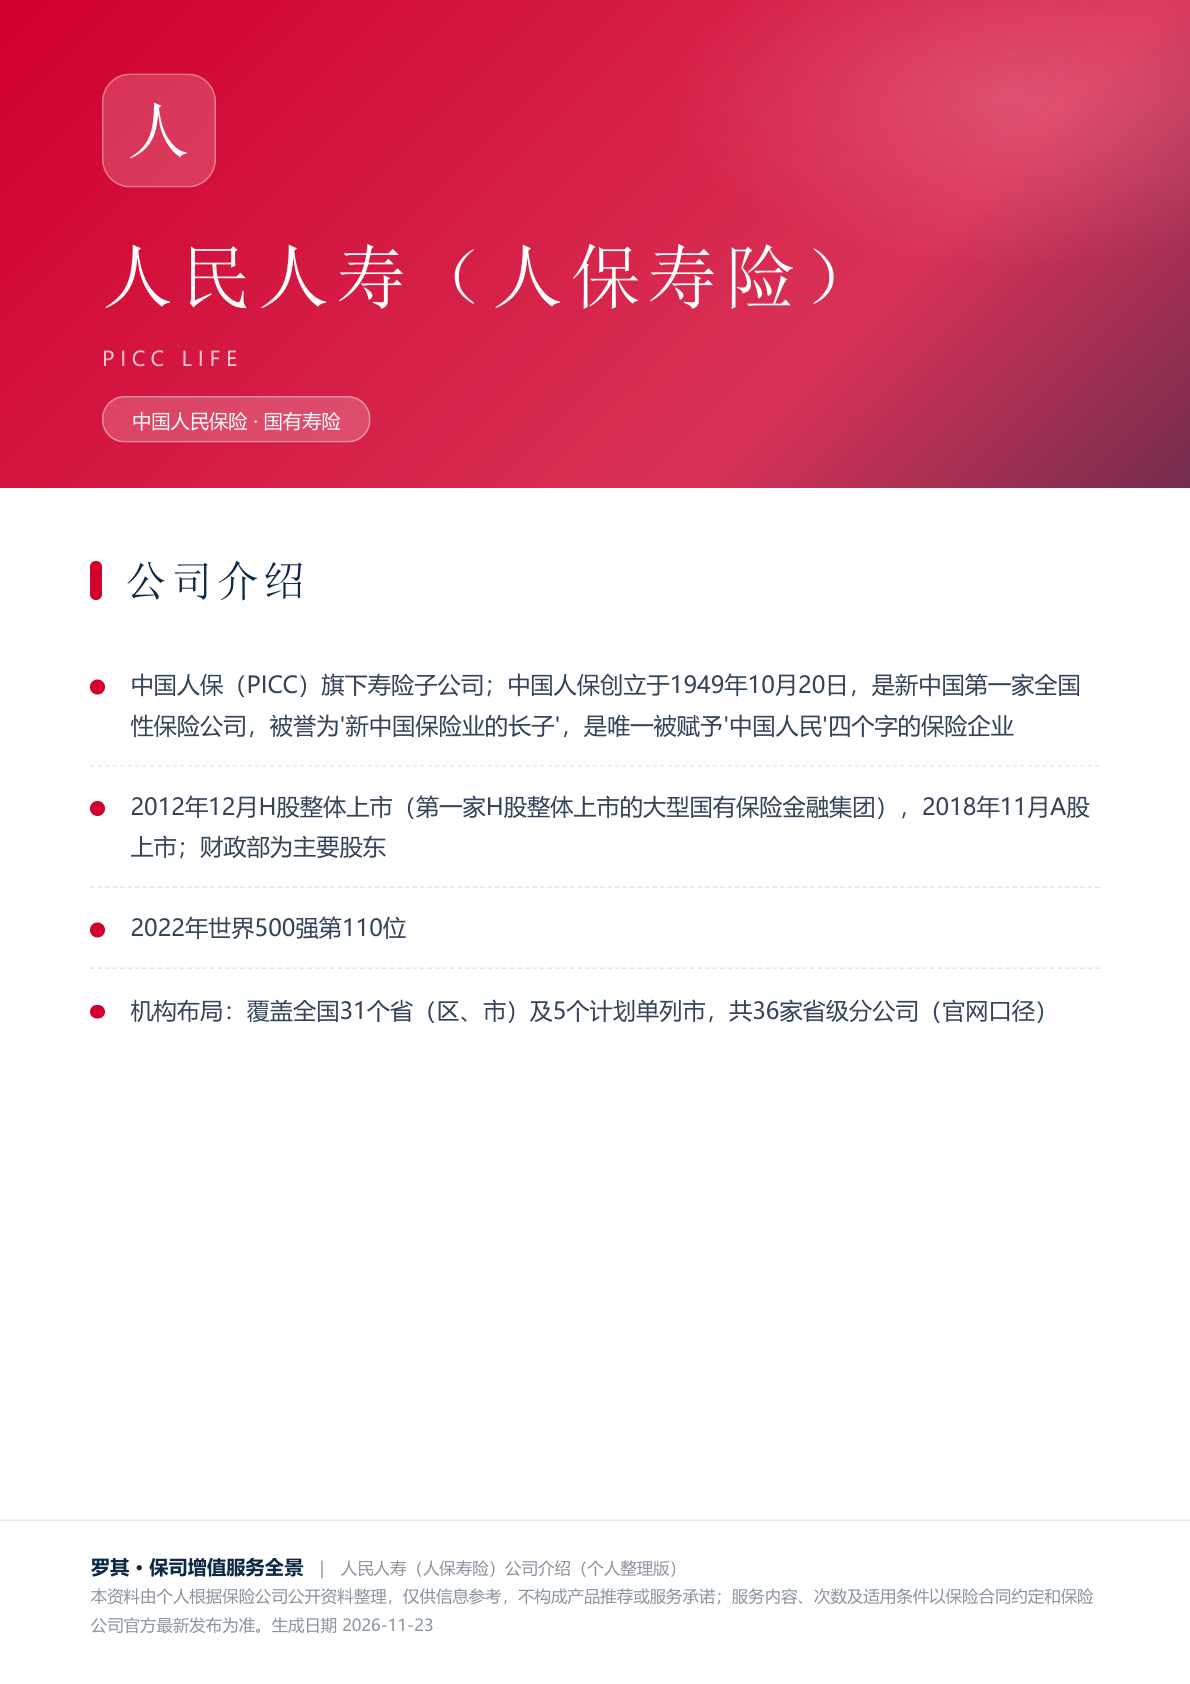 人
人民人寿（人保寿险）
PICC LIFE
中国人民保险 · 国有寿险
公司介绍
中国人保（PICC）旗下寿险子公司；中国人保创立于1949年10月20日，是新中国第一家全国
性保险公司，被誉为'新中国保险业的长子'，是唯一被赋予'中国人民'四个字的保险企业
2012年12月H股整体上市（第一家H股整体上市的大型国有保险金融集团），2018年11月A股
上市；财政部为主要股东
2022年世界500强第110位
机构布局：覆盖全国31个省（区、市）及5个计划单列市，共36家省级分公司（官网口径）
罗其 · 保司增值服务全景 | 人民人寿（人保寿险）公司介绍（个人整理版）
本资料由个人根据保险公司公开资料整理，仅供信息参考，不构成产品推荐或服务承诺；服务内容、次数及适用条件以保险合同约定和保险
公司官方最新发布为准。生成日期 2026-11-23